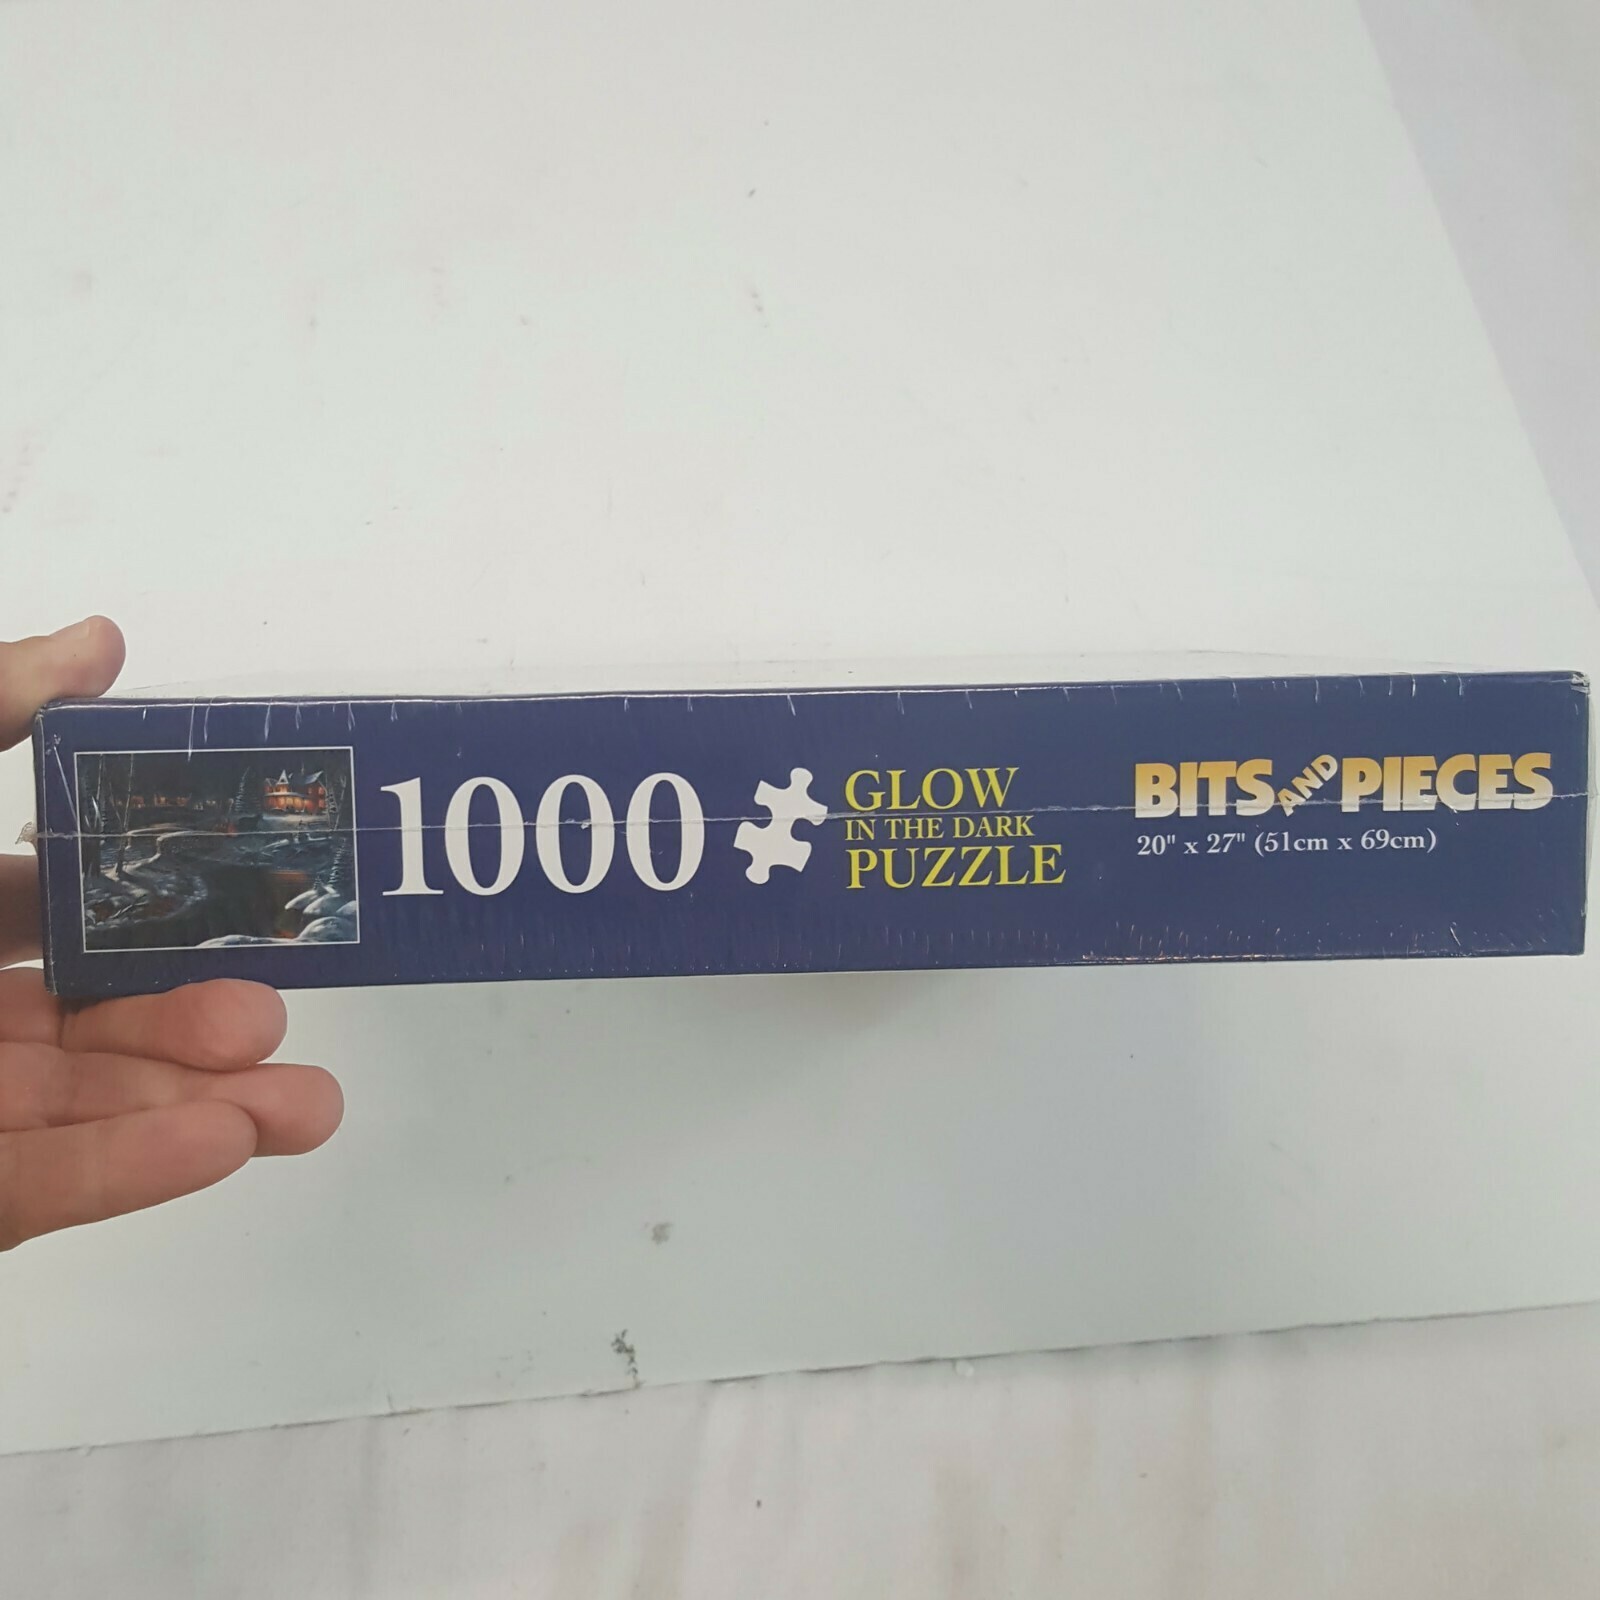 1000
GLOW
IN THE DARK
PUZZLE
BITS AND PIECES
20" x 27" (51cm x 69cm)